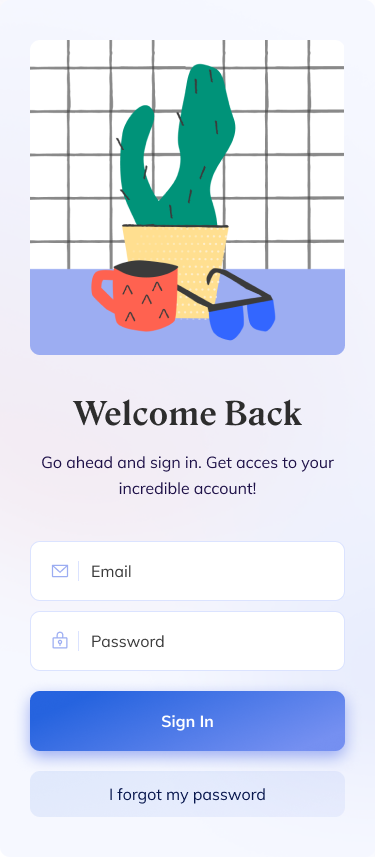 Welcome Back
Go ahead and sign in. Get acces to your
incredible account!
Email
Password
Sign In
I forgot my password